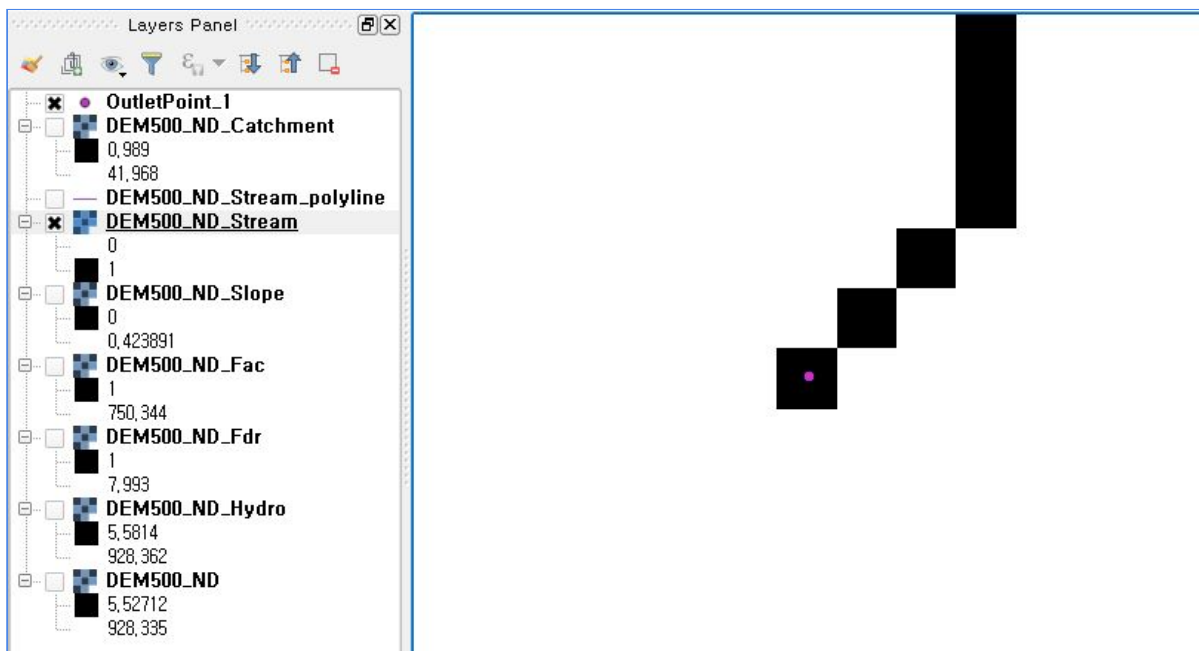 Layers Panel
OutletPoint_1
DEM500_ND_Catchment
0,989
41,968
DEM500_ND_Stream_polyline
DEM500_ND_Stream
0
1
DEM500_ND_Slope
0
0,423891
DEM500_ND_Fac
1
750,344
DEM500_ND_Fdr
1
7,993
DEM500_ND_Hydro
5,5814
928,362
DEM500_ND
5,52712
928,335